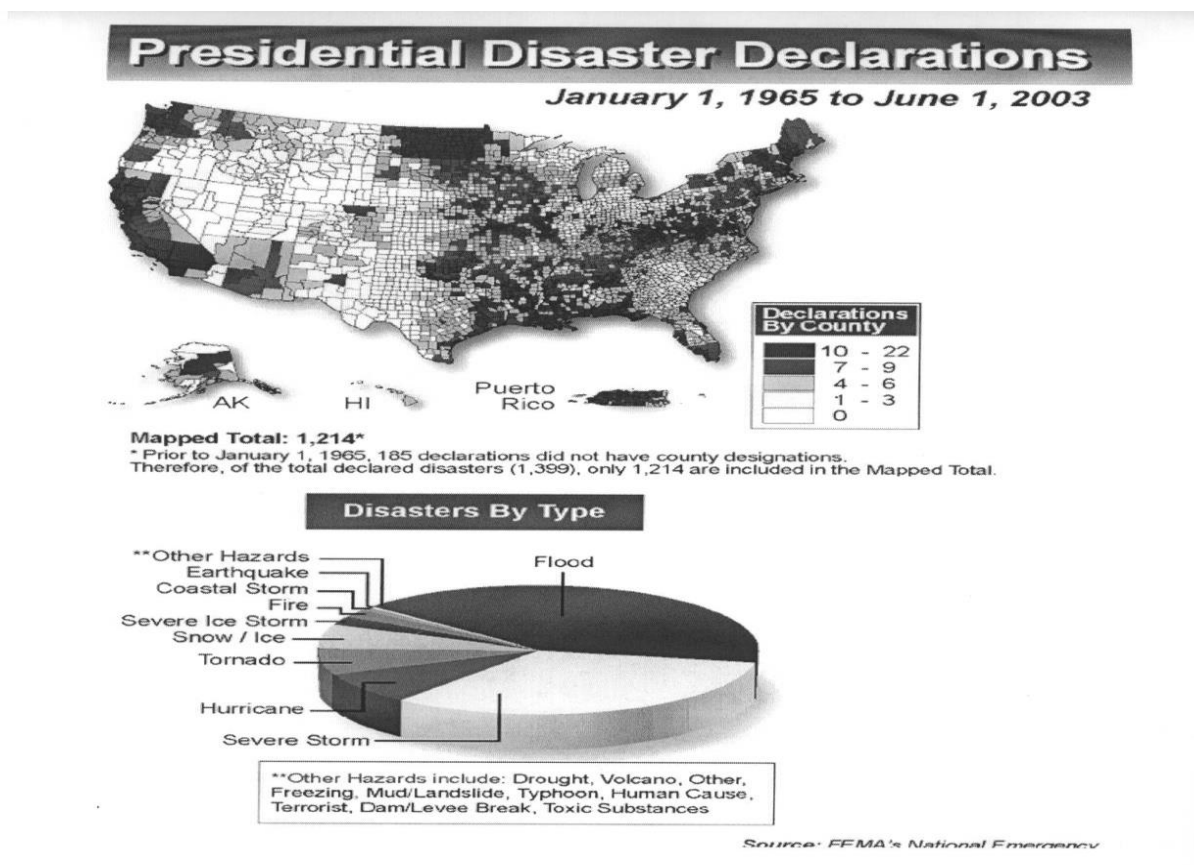 Presidential Disaster Declarations
January 1, 1965 to June 1, 2003
Declarations
By County
10 - 22
7 - 9
4 - 6
1 - 3
0
AK
HI
Puerto
Rico
Mapped Total: 1,214*
* Prior to January 1, 1965, 185 declarations did not have county designations.
Therefore, of the total declared disasters (1,399), only 1,214 are included in the Mapped Total.
Disasters By Type
**Other Hazards
Earthquake
Coastal Storm
Fire
Severe Ice Storm
Snow / Ice
Tornado
Hurricane
Severe Storm
Flood
**Other Hazards include: Drought, Volcano, Other,
Freezing, Mud/Landslide, Typhoon, Human Cause,
Terrorist, Dam/Levee Break, Toxic Substances
Source: FEMA's National Emergency